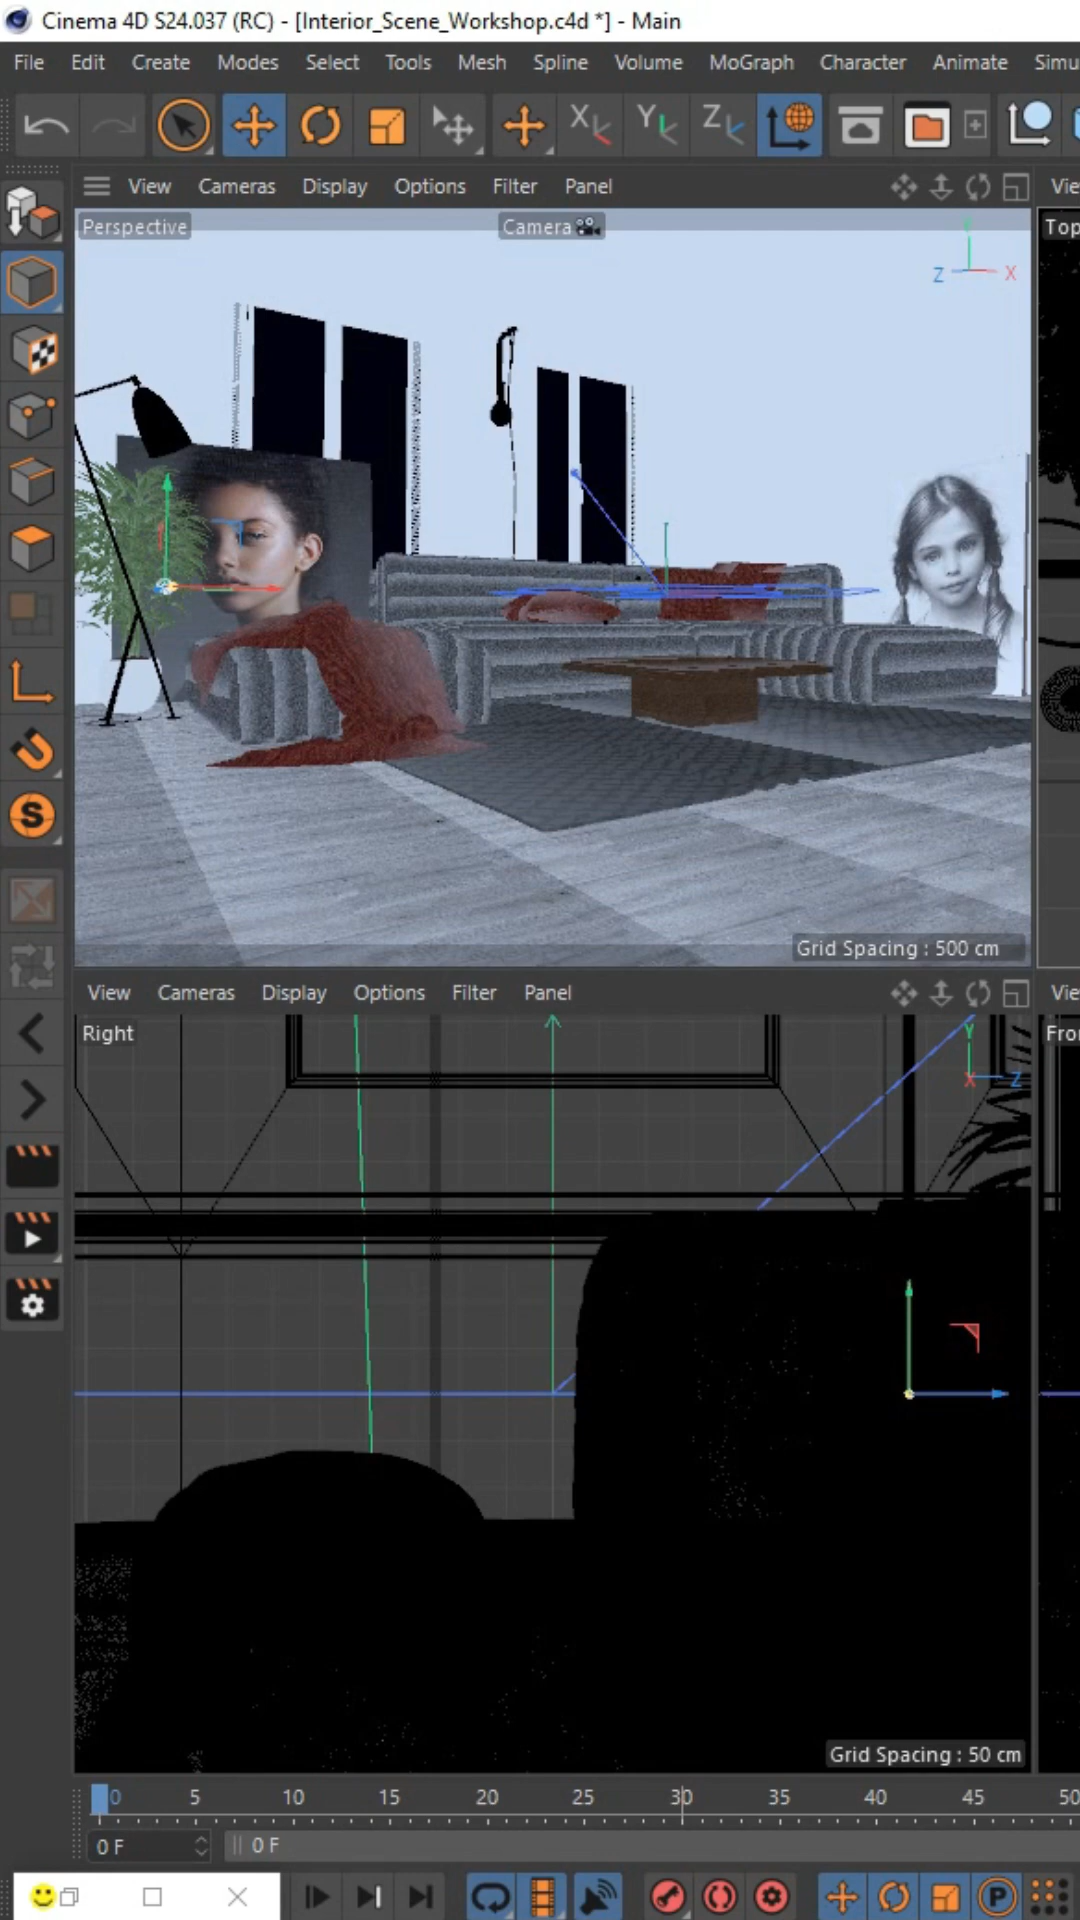 Cinema 4D S24.037 (RC) - [Interior_Scene_Workshop.c4d *] - Main
File Edit Create Modes Select Tools Mesh Spline Volume MoGraph Character Animate Simu
X Y Z
View Cameras Display Options Filter Panel Vie
Perspective Camera Top
Y
Z X
Grid Spacing : 500 cm
View Cameras Display Options Filter Panel Vie
Right Fro
Y
X Z
Grid Spacing : 50 cm
0 5 10 15 20 25 30 35 40 45 50
0 F 0 F
P
S